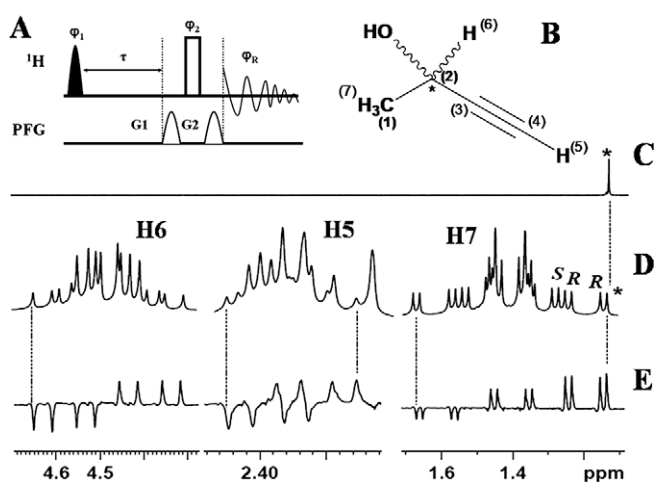 A
φ1
φ2
φR
¹H
τ
PFG
G1
G2
B
HO
H(6)
(2)
*
(7)
H₃C
(1)
(3)
(4)
H(5)
*
C
H6
H5
H7
D
S
R
R
*
E
4.6
4.5
2.40
1.6
1.4
ppm